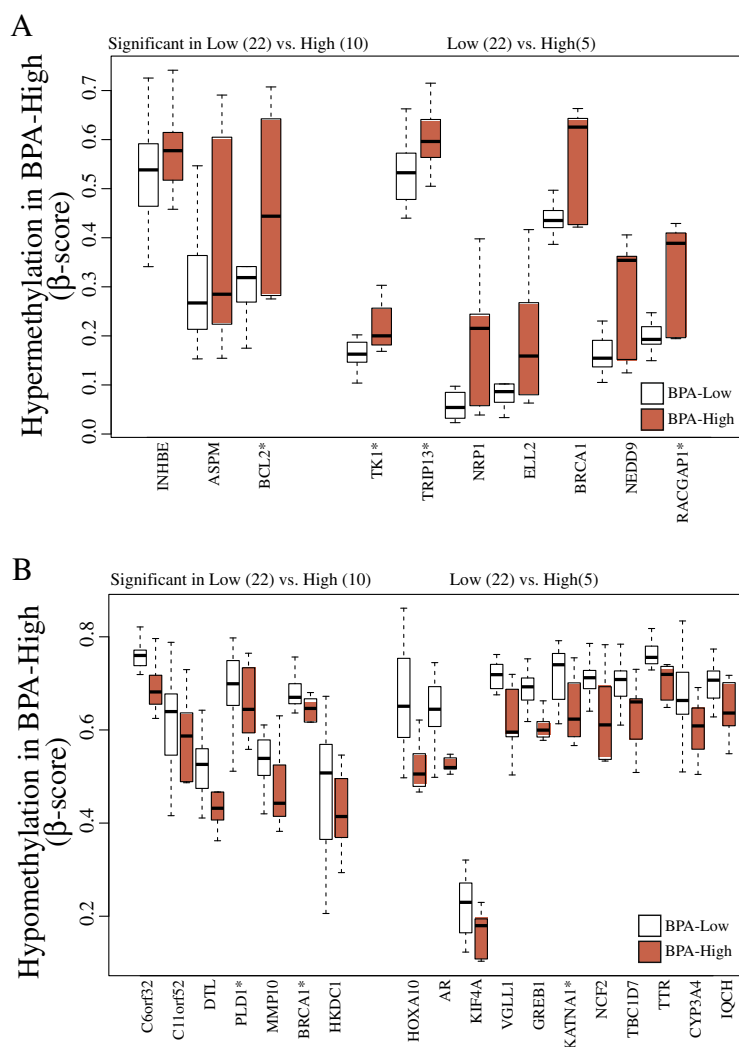 A
Significant in Low (22) vs. High (10)
Low (22) vs. High(5)
Hypermethylation in BPA-High
(β-score)
0.7
0.6
0.5
0.4
0.3
0.2
0.1
0.0
BPA-Low
BPA-High
INHBE
ASPM
BCL2*
TK1*
TRIP13*
NRP1
ELL2
BRCA1
NEDD9
RACGAP1*
B
Significant in Low (22) vs. High (10)
Low (22) vs. High(5)
Hypomethylation in BPA-High
(β-score)
0.8
0.6
0.4
0.2
BPA-Low
BPA-High
C6orf32
C11orf52
DTL
PLD1*
MMP10
BRCA1*
HKDC1
HOXA10
AR
KIF4A
VGLL1
GREB1
KATNA1*
NCF2
TBC1D7
TTR
CYP3A4
IQCH